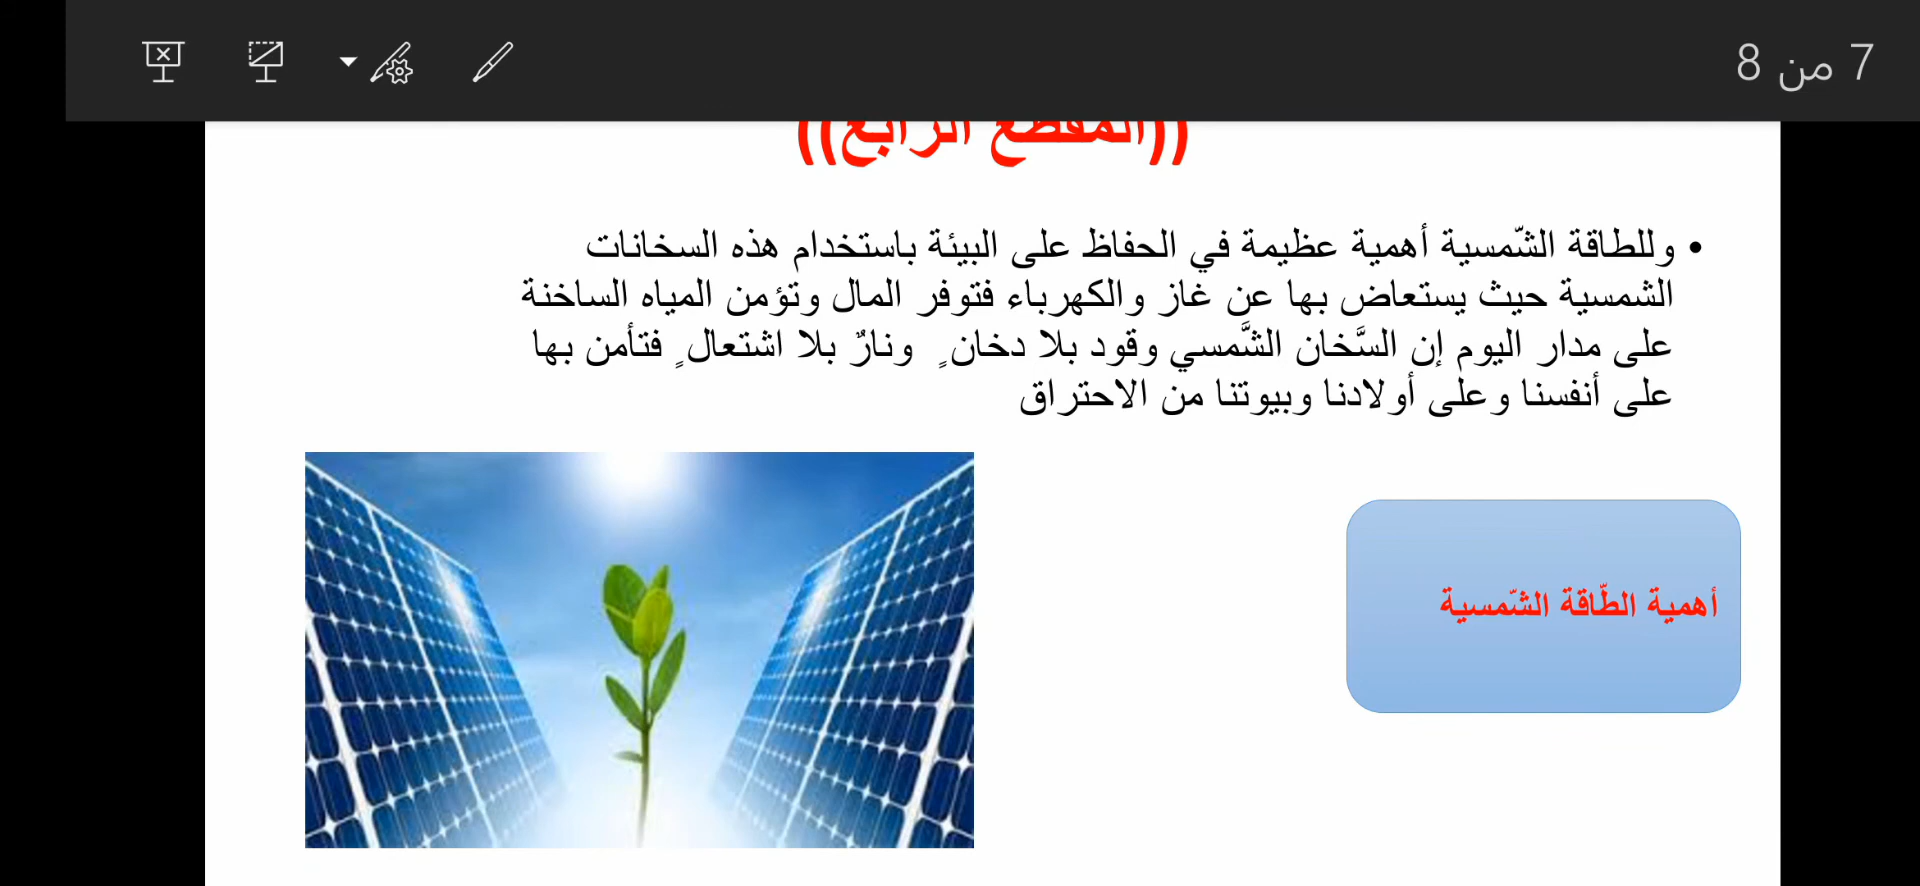 7 من 8
((المقطع الرابع))
• وللطاقة الشّمسية أهمية عظيمة في الحفاظ على البيئة باستخدام هذه السخانات
الشمسية حيث يستعاض بها عن غاز والكهرباء فتوفر المال وتؤمن المياه الساخنة
على مدار اليوم إن السَّخان الشَّمسي وقود بلا دخان ٍ ونارٌ بلا اشتعال ٍ فتأمن بها
على أنفسنا وعلى أولادنا وبيوتنا من الاحتراق
أهمية الطّاقة الشّمسية